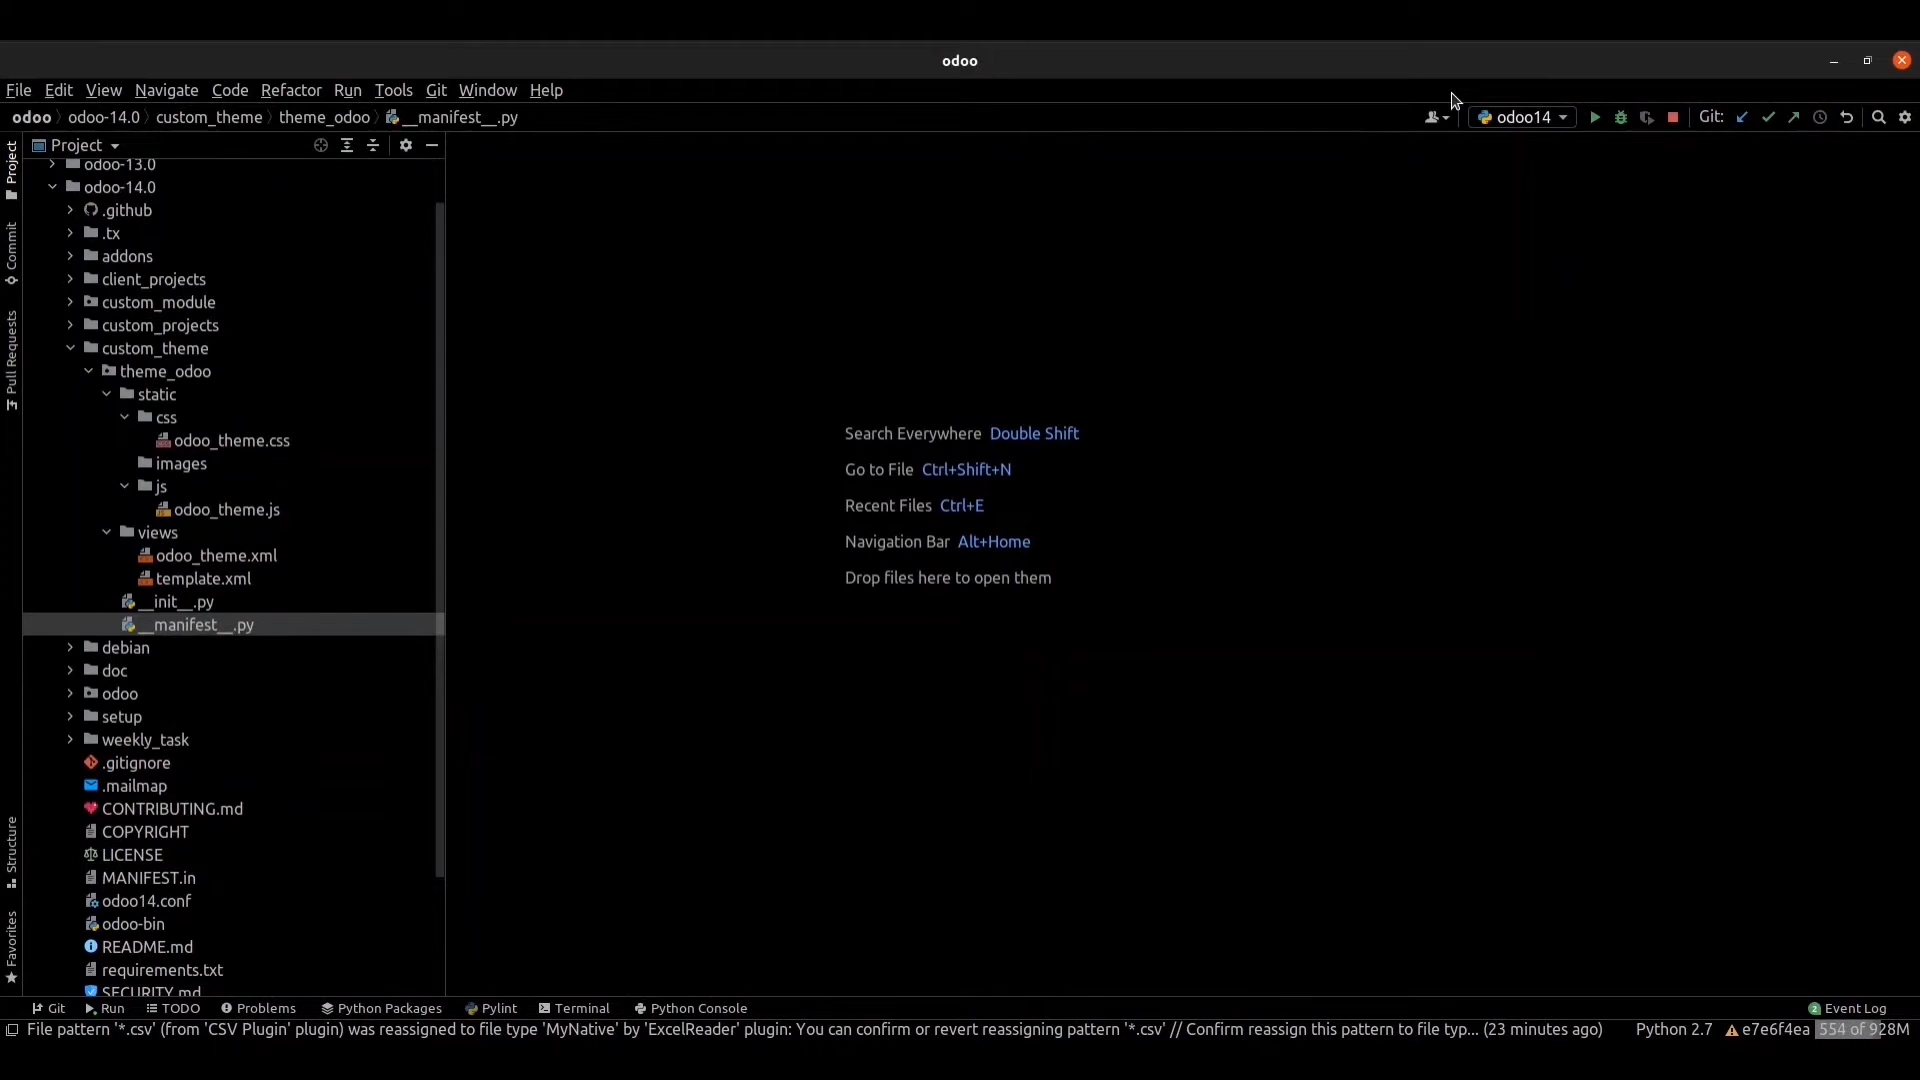 odoo
File Edit View Navigate Code Refactor Run Tools Git Window Help
odoo odoo-14.0 custom_theme theme_odoo __manifest__.py
odoo14 Git:
Project
odoo-13.0
odoo-14.0
.github
.tx
addons
client_projects
custom_module
custom_projects
custom_theme
theme_odoo
static
css
odoo_theme.css
images
js
odoo_theme.js
views
odoo_theme.xml
template.xml
__init__.py
__manifest__.py
debian
doc
odoo
setup
weekly_task
.gitignore
.mailmap
CONTRIBUTING.md
COPYRIGHT
LICENSE
MANIFEST.in
odoo14.conf
odoo-bin
README.md
requirements.txt
SECURITY.md
Project
Commit
Pull Requests
Structure
Favorites
Search Everywhere Double Shift
Go to File Ctrl+Shift+N
Recent Files Ctrl+E
Navigation Bar Alt+Home
Drop files here to open them
Git Run TODO Problems Python Packages Pylint Terminal Python Console 2 Event Log
File pattern '*.csv' (from 'CSV Plugin' plugin) was reassigned to file type 'MyNative' by 'ExcelReader' plugin: You can confirm or revert reassigning pattern '*.csv' // Confirm reassign this pattern to file typ... (23 minutes ago) Python 2.7 e7e6f4ea 554 of 928M